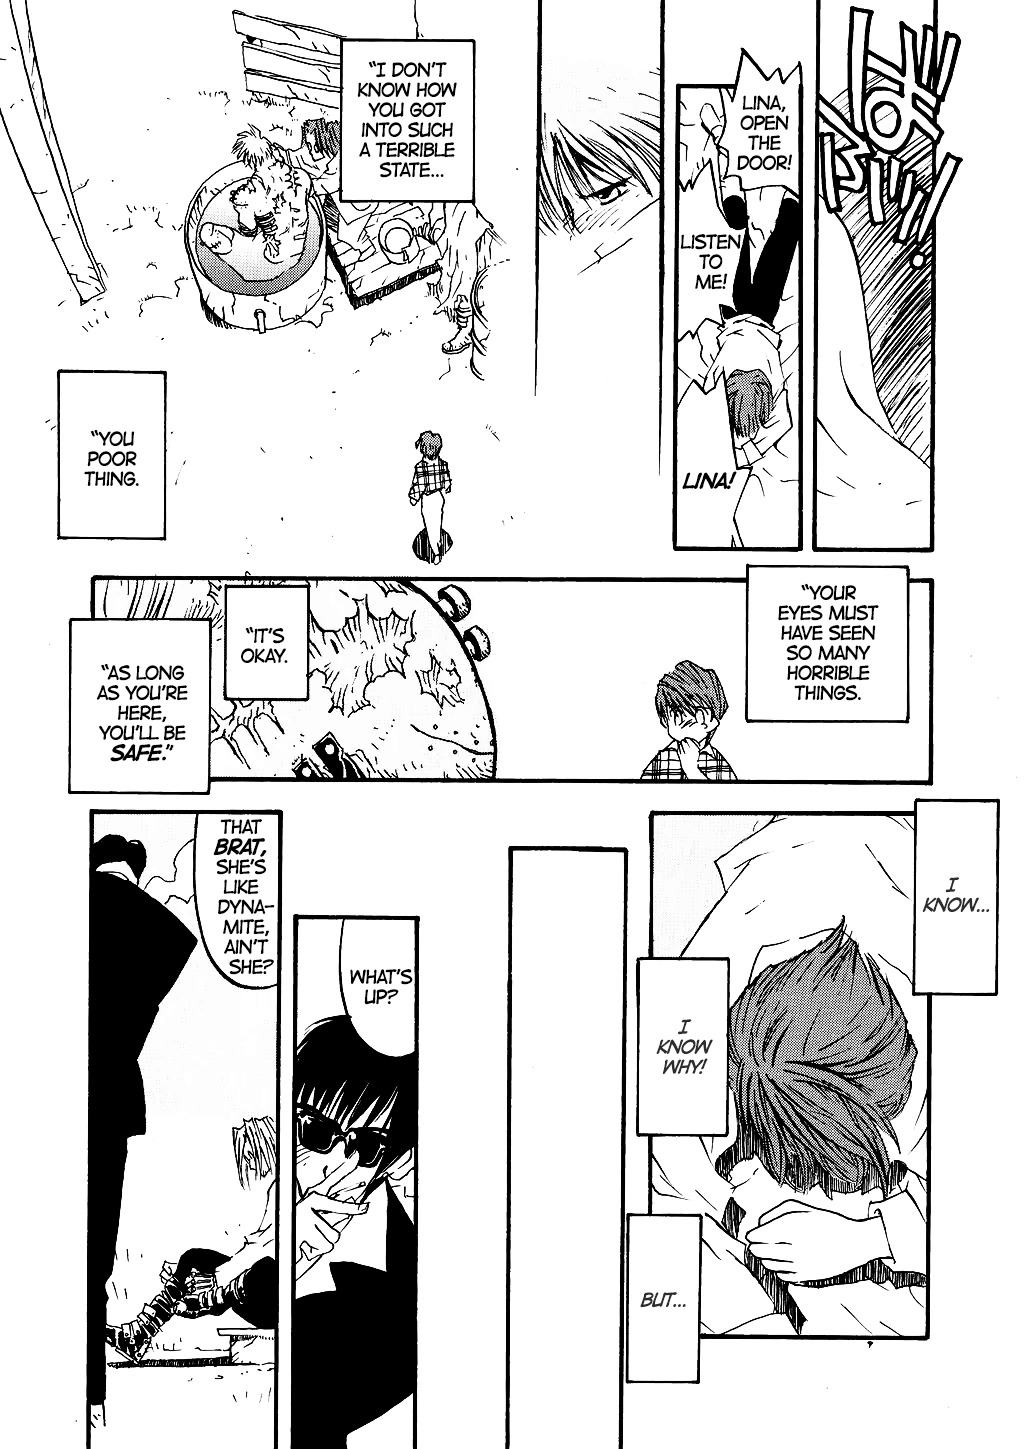 LINA,
OPEN
THE
DOOR!
LISTEN
TO
ME!
LINA!
"I DON'T
KNOW HOW
YOU GOT
INTO SUCH
A TERRIBLE
STATE...
"YOU
POOR
THING.
"YOUR
EYES MUST
HAVE SEEN
SO MANY
HORRIBLE
THINGS.
"IT'S
OKAY.
"AS LONG
AS YOU'RE
HERE,
YOU'LL BE
SAFE."
I
KNOW...
I
KNOW
WHY!
BUT...
WHAT'S
UP?
THAT
BRAT,
SHE'S
LIKE
DYNA-
MITE,
AIN'T
SHE?